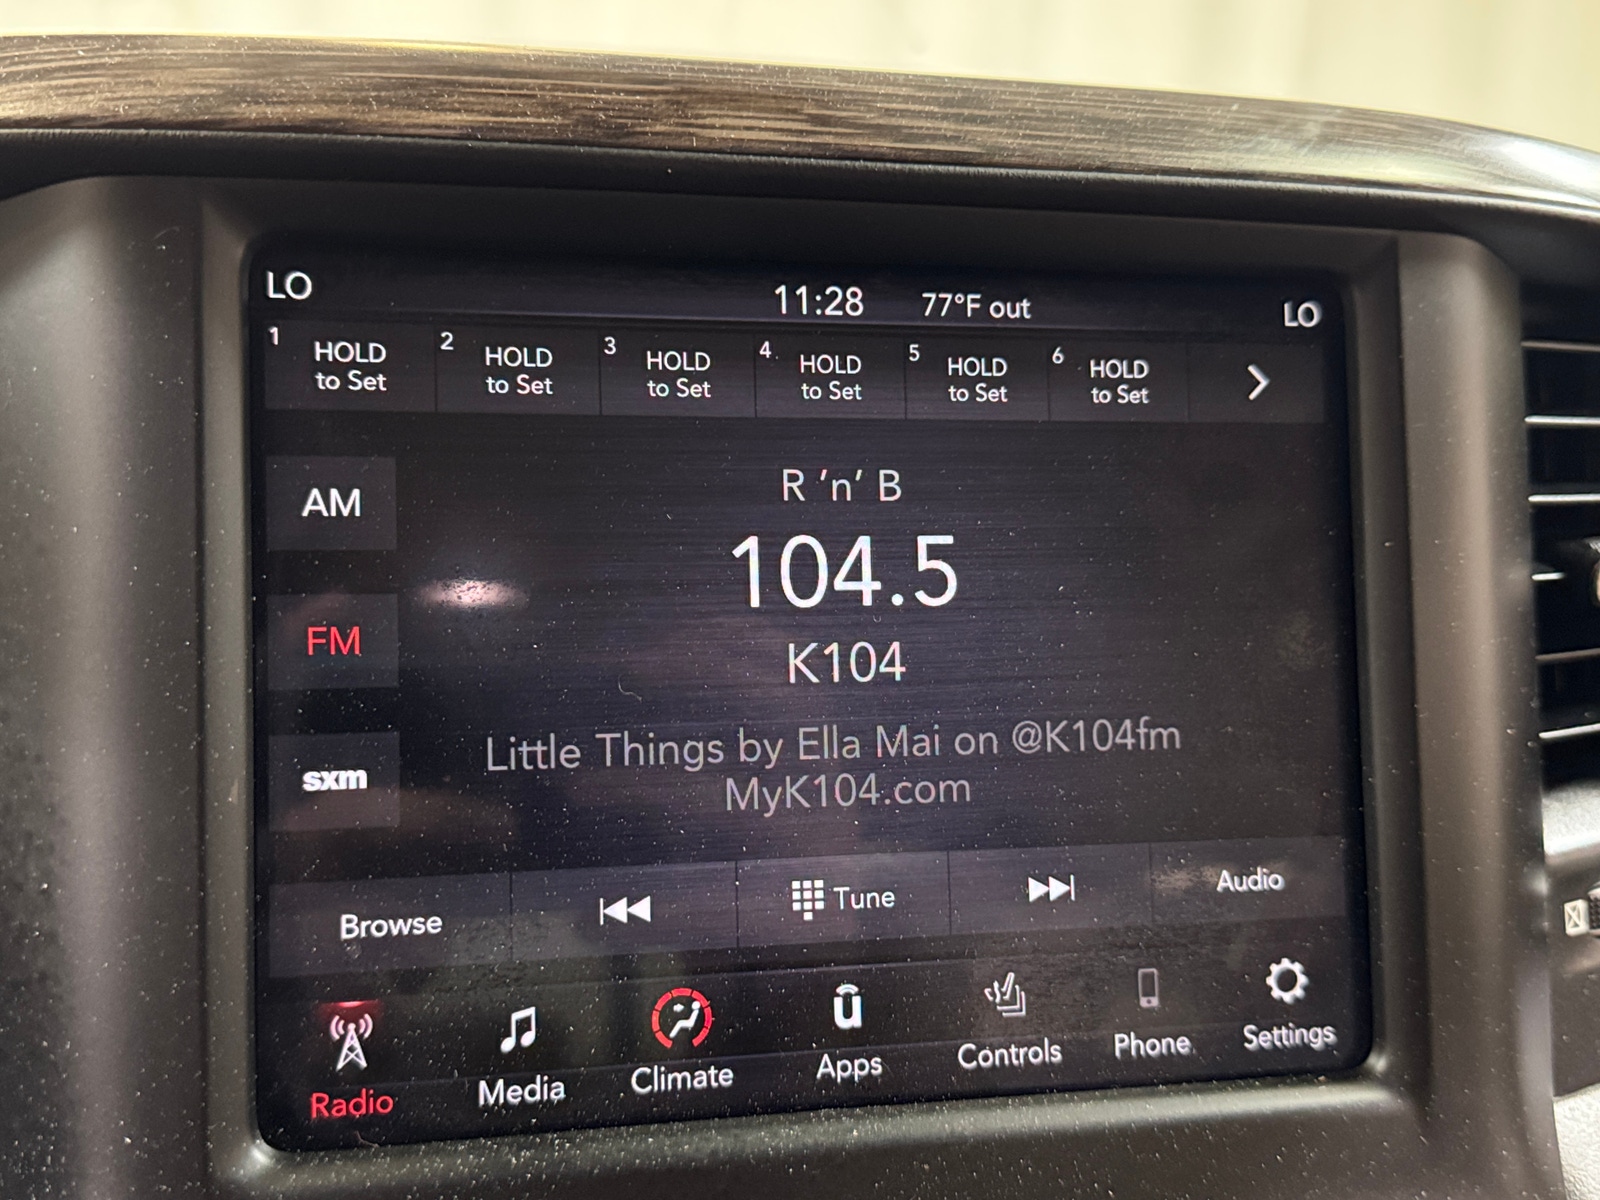 LO 11:28 77°F out LO
1 HOLD to Set
2 HOLD to Set
3 HOLD to Set
4 HOLD to Set
5 HOLD to Set
6 HOLD to Set
R 'n' B
AM
104.5
FM
K104
Little Things by Ella Mai on @K104fm
MyK104.com
sxm
Browse Tune Audio
Radio Media Climate Apps Controls Phone Settings